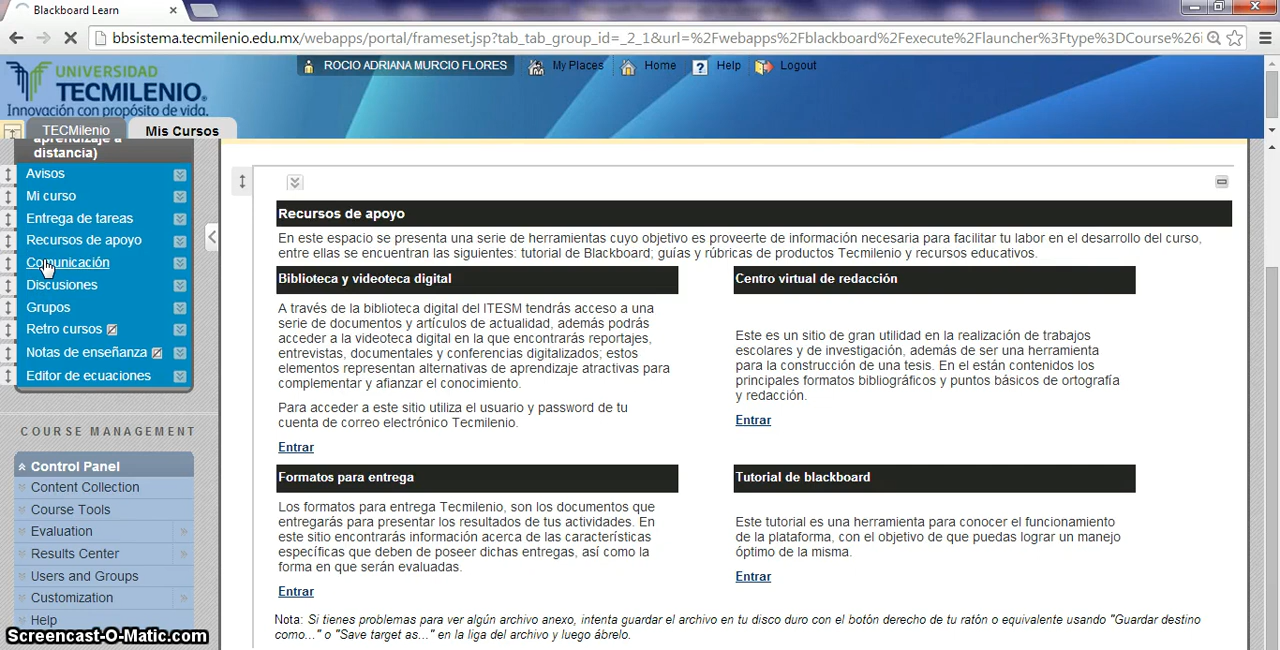 Blackboard Learn
bbsistema.tecmilenio.edu.mx/webapps/portal/frameset.jsp?tab_tab_group_id=_2_1&url=%2Fwebapps%2Fblackboard%2Fexecute%2Flauncher%3Ftype%3DCourse%26i
UNIVERSIDAD
TECMILENIO
Innovación con propósito de vida.
ROCIO ADRIANA MURCIO FLORES
My Places
Home
Help
Logout
TECMilenio
Mis Cursos
aprendizaje a
distancia)
Avisos
Mi curso
Entrega de tareas
Recursos de apoyo
Comunicación
Discusiones
Grupos
Retro cursos
Notas de enseñanza
Editor de ecuaciones
COURSE MANAGEMENT
Control Panel
Content Collection
Course Tools
Evaluation
Results Center
Users and Groups
Customization
Help
Recursos de apoyo
En este espacio se presenta una serie de herramientas cuyo objetivo es proveerte de información necesaria para facilitar tu labor en el desarrollo del curso,
entre ellas se encuentran las siguientes: tutorial de Blackboard; guías y rúbricas de productos Tecmilenio y recursos educativos.
Biblioteca y videoteca digital
A través de la biblioteca digital del ITESM tendrás acceso a una
serie de documentos y artículos de actualidad, además podrás
acceder a la videoteca digital en la que encontrarás reportajes,
entrevistas, documentales y conferencias digitalizados; estos
elementos representan alternativas de aprendizaje atractivas para
complementar y afianzar el conocimiento.
Para acceder a este sitio utiliza el usuario y password de tu
cuenta de correo electrónico Tecmilenio.
Entrar
Centro virtual de redacción
Este es un sitio de gran utilidad en la realización de trabajos
escolares y de investigación, además de ser una herramienta
para la construcción de una tesis. En el están contenidos los
principales formatos bibliográficos y puntos básicos de ortografía
y redacción.
Entrar
Formatos para entrega
Los formatos para entrega Tecmilenio, son los documentos que
entregarás para presentar los resultados de tus actividades. En
este sitio encontrarás información acerca de las características
específicas que deben de poseer dichas entregas, así como la
forma en que serán evaluadas.
Entrar
Tutorial de blackboard
Este tutorial es una herramienta para conocer el funcionamiento
de la plataforma, con el objetivo de que puedas lograr un manejo
óptimo de la misma.
Entrar
Nota: Si tienes problemas para ver algún archivo anexo, intenta guardar el archivo en tu disco duro con el botón derecho de tu ratón o equivalente usando "Guardar destino
como..." o "Save target as..." en la liga del archivo y luego ábrelo.
Screencast-O-Matic.com